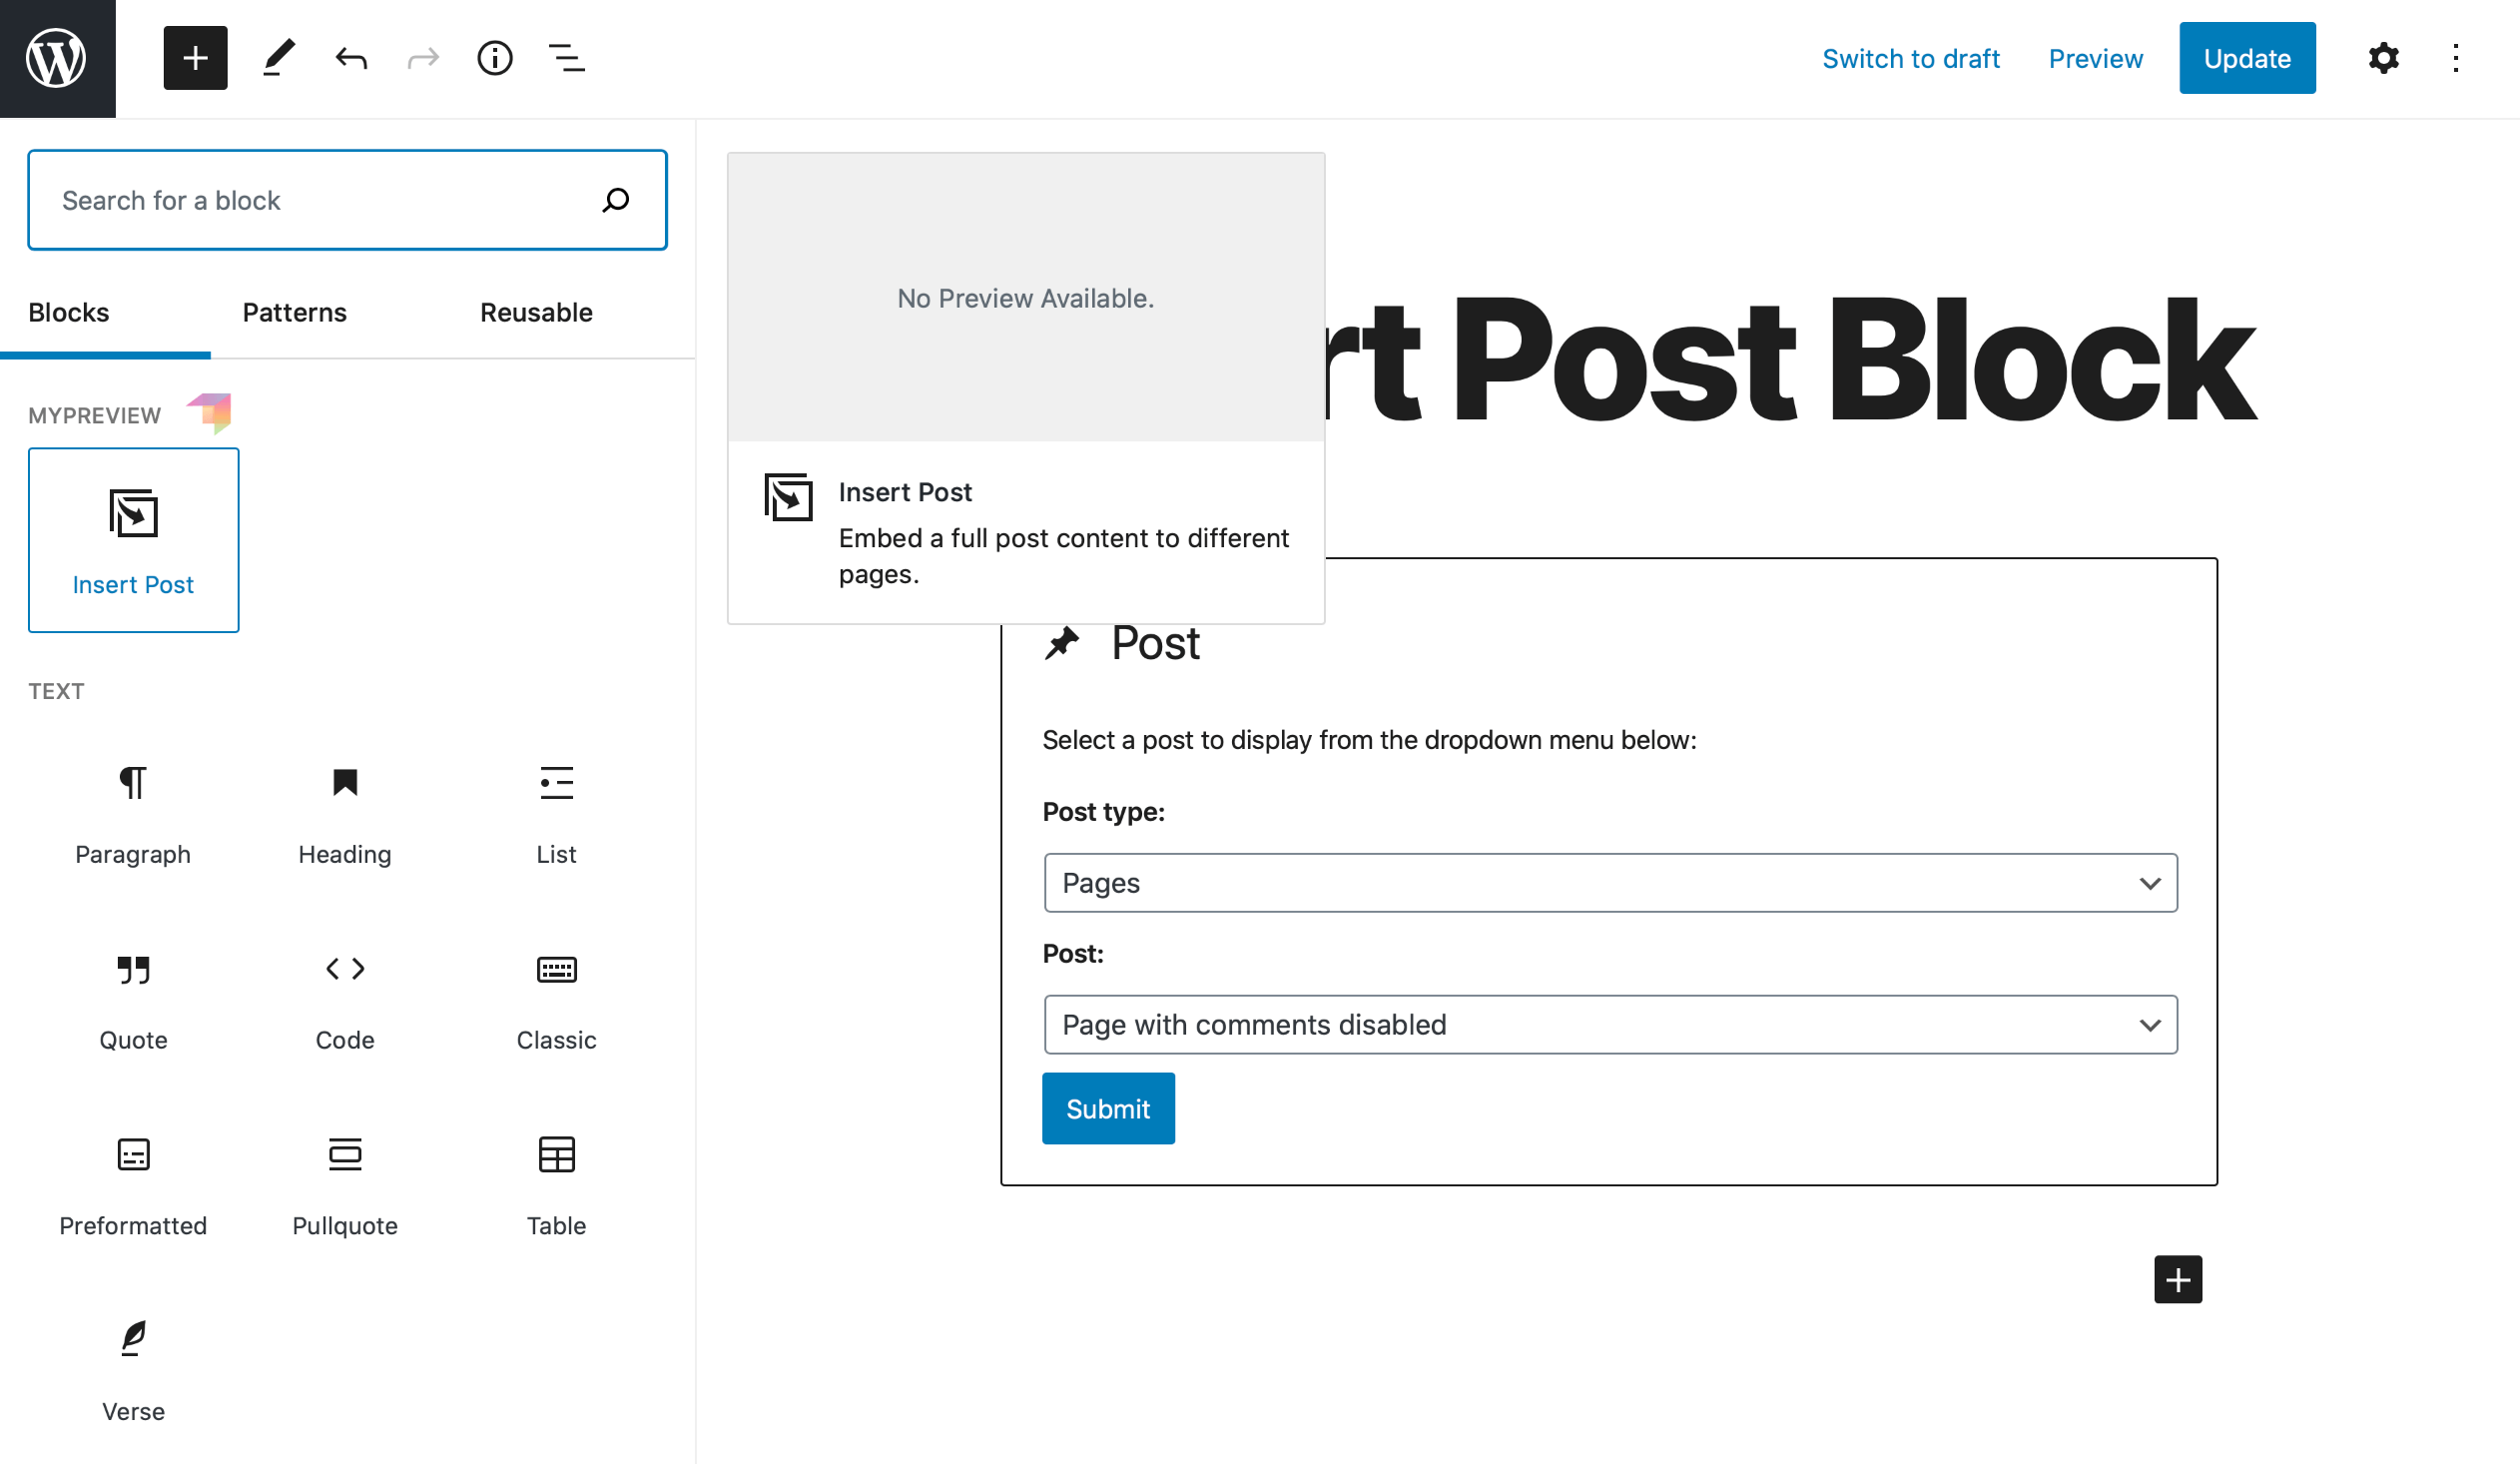 Switch to draft
Preview
Update
Search for a block
Blocks
Patterns
Reusable
MYPREVIEW
Insert Post
TEXT
Paragraph
Heading
List
Quote
Code
Classic
Preformatted
Pullquote
Table
Verse
No Preview Available.
Insert Post
Embed a full post content to different
pages.
rt Post Block
Post
Select a post to display from the dropdown menu below:
Post type:
Pages
Post:
Page with comments disabled
Submit